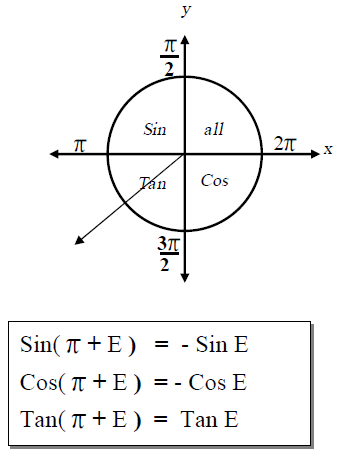 y
π/2
Sin all
π 2π x
Tan Cos
3π/2
Sin( π + E ) = - Sin E
Cos( π + E ) = - Cos E
Tan( π + E ) = Tan E